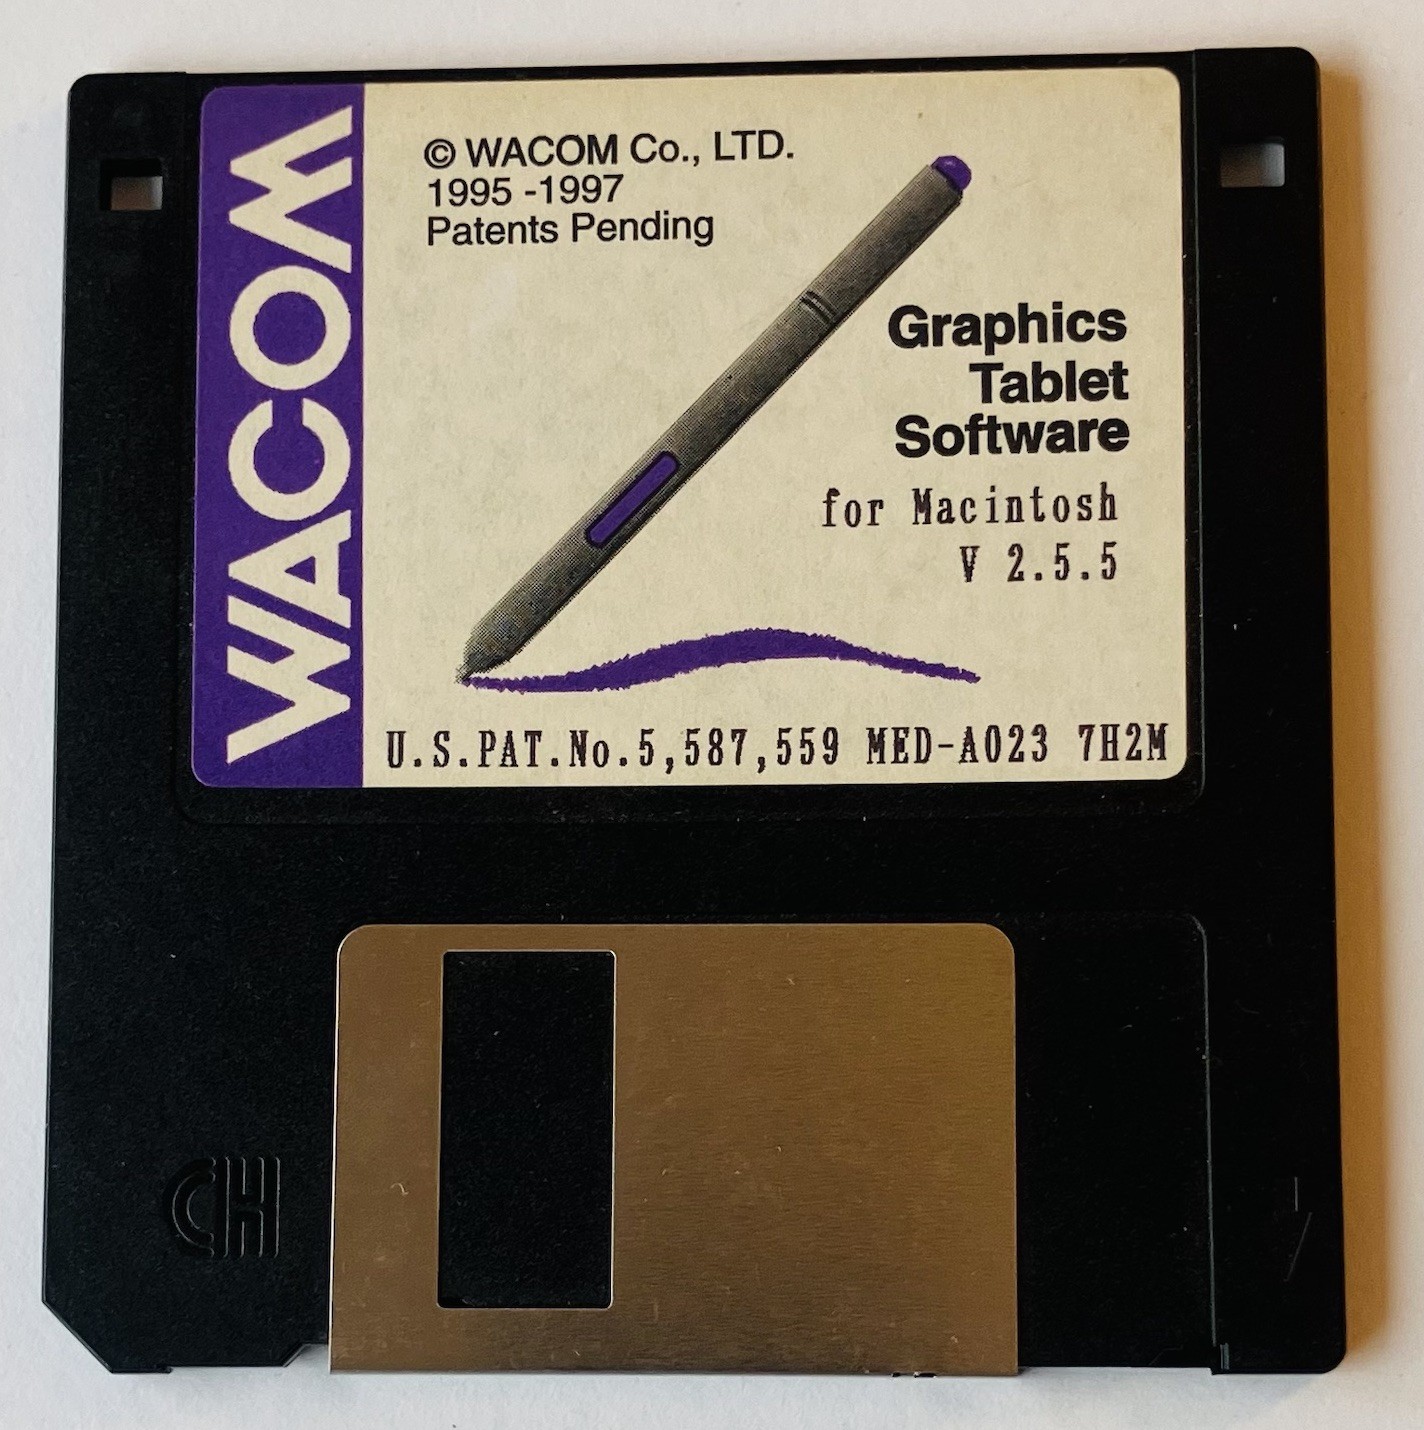 WACOM
© WACOM Co., LTD.
1995 -1997
Patents Pending
Graphics
Tablet
Software
for Macintosh
V 2.5.5
U.S.PAT.No.5,587,559 MED-A023 7H2M
HD